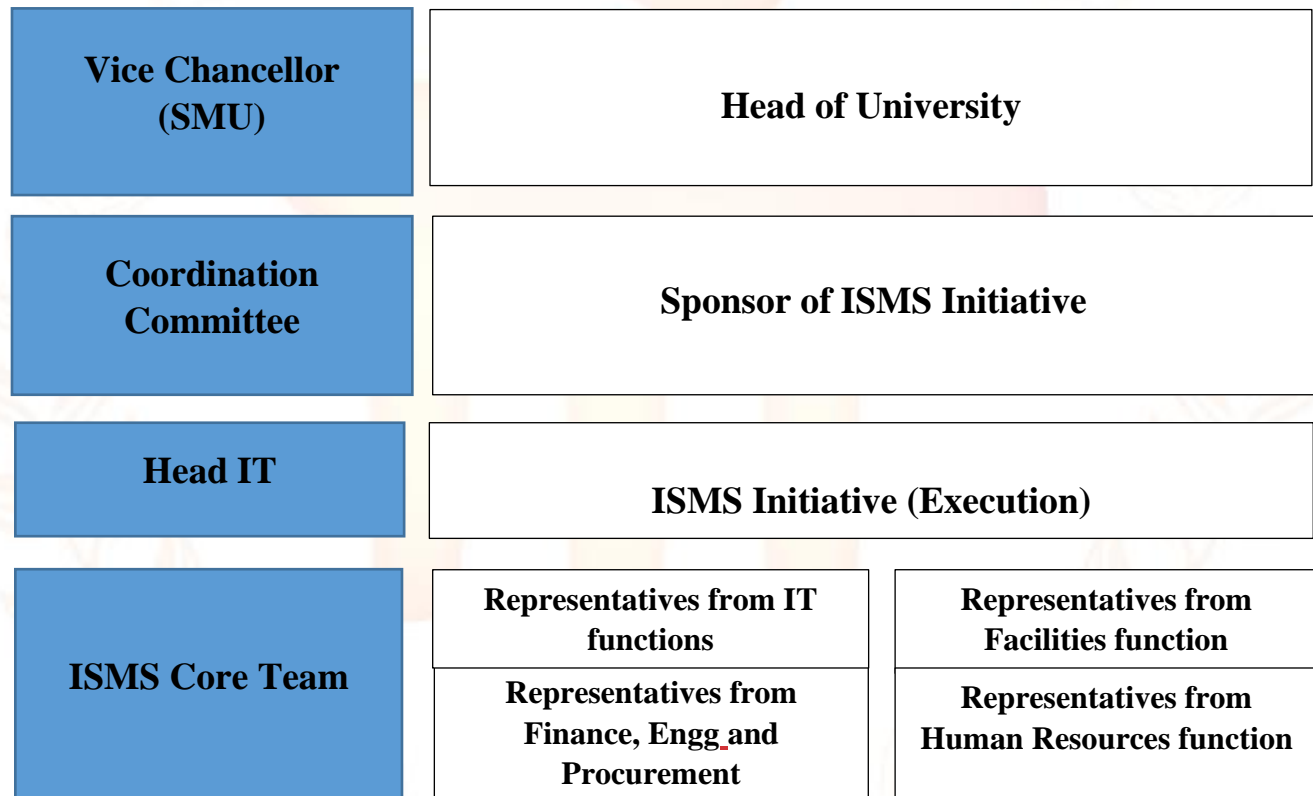 Vice Chancellor
(SMU)
Head of University
Coordination
Committee
Sponsor of ISMS Initiative
Head IT
ISMS Initiative (Execution)
ISMS Core Team
Representatives from IT
functions
Representatives from
Facilities function
Representatives from
Finance, Engg and
Procurement
Representatives from
Human Resources function